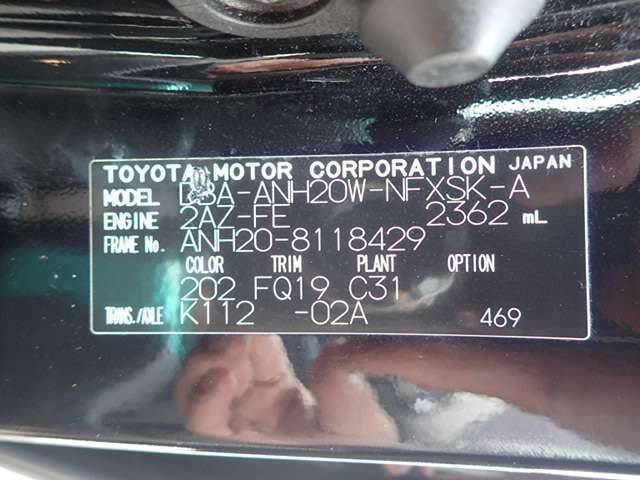 TOYOTA MOTOR CORPORATION JAPAN
MODEL DBA-ANH20W-NFXSK-A
ENGINE 2AZ-FE 2362 mL
FRAME No. ANH20-8118429
COLOR TRIM PLANT OPTION
202 FQ19 C31
TRANS./AXLE K112 -02A 469